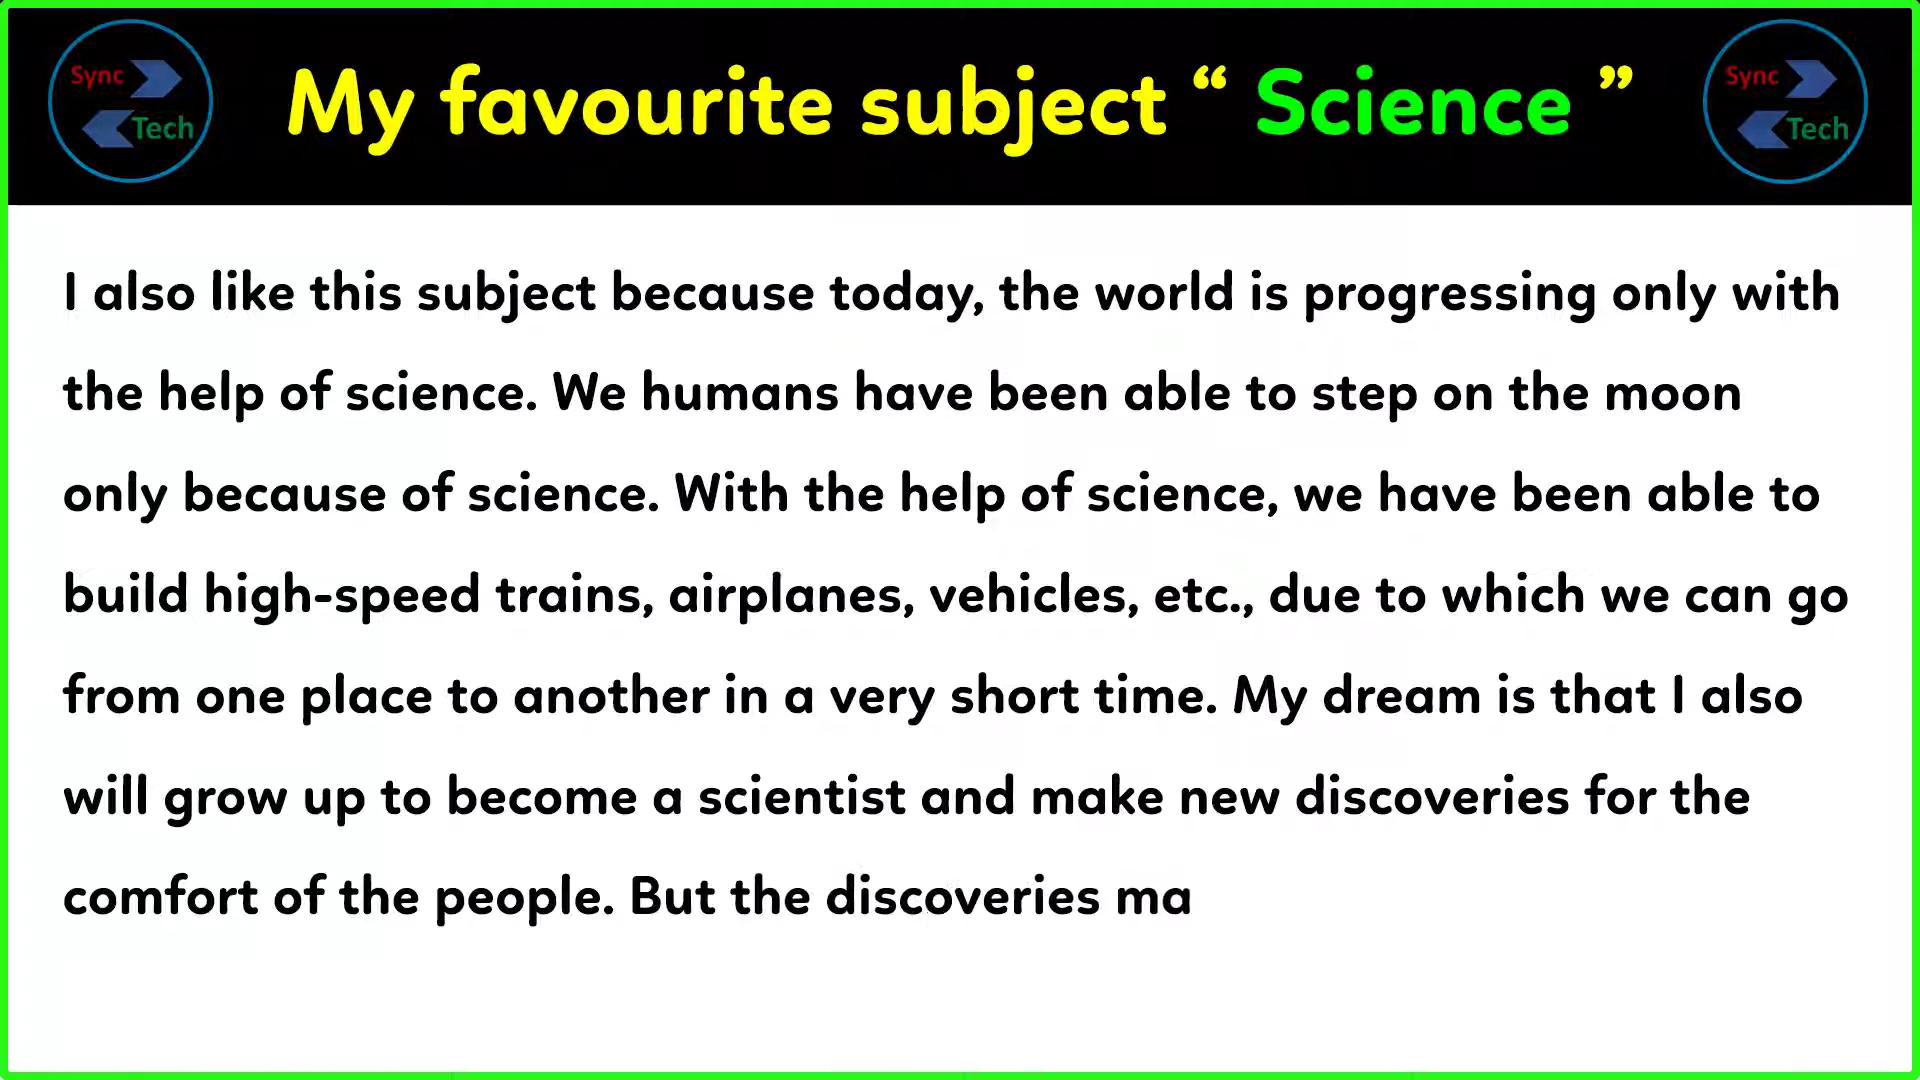 Sync
Tech
My favourite subject “ Science ”
Sync
Tech
I also like this subject because today, the world is progressing only with
the help of science. We humans have been able to step on the moon
only because of science. With the help of science, we have been able to
build high-speed trains, airplanes, vehicles, etc., due to which we can go
from one place to another in a very short time. My dream is that I also
will grow up to become a scientist and make new discoveries for the
comfort of the people. But the discoveries ma